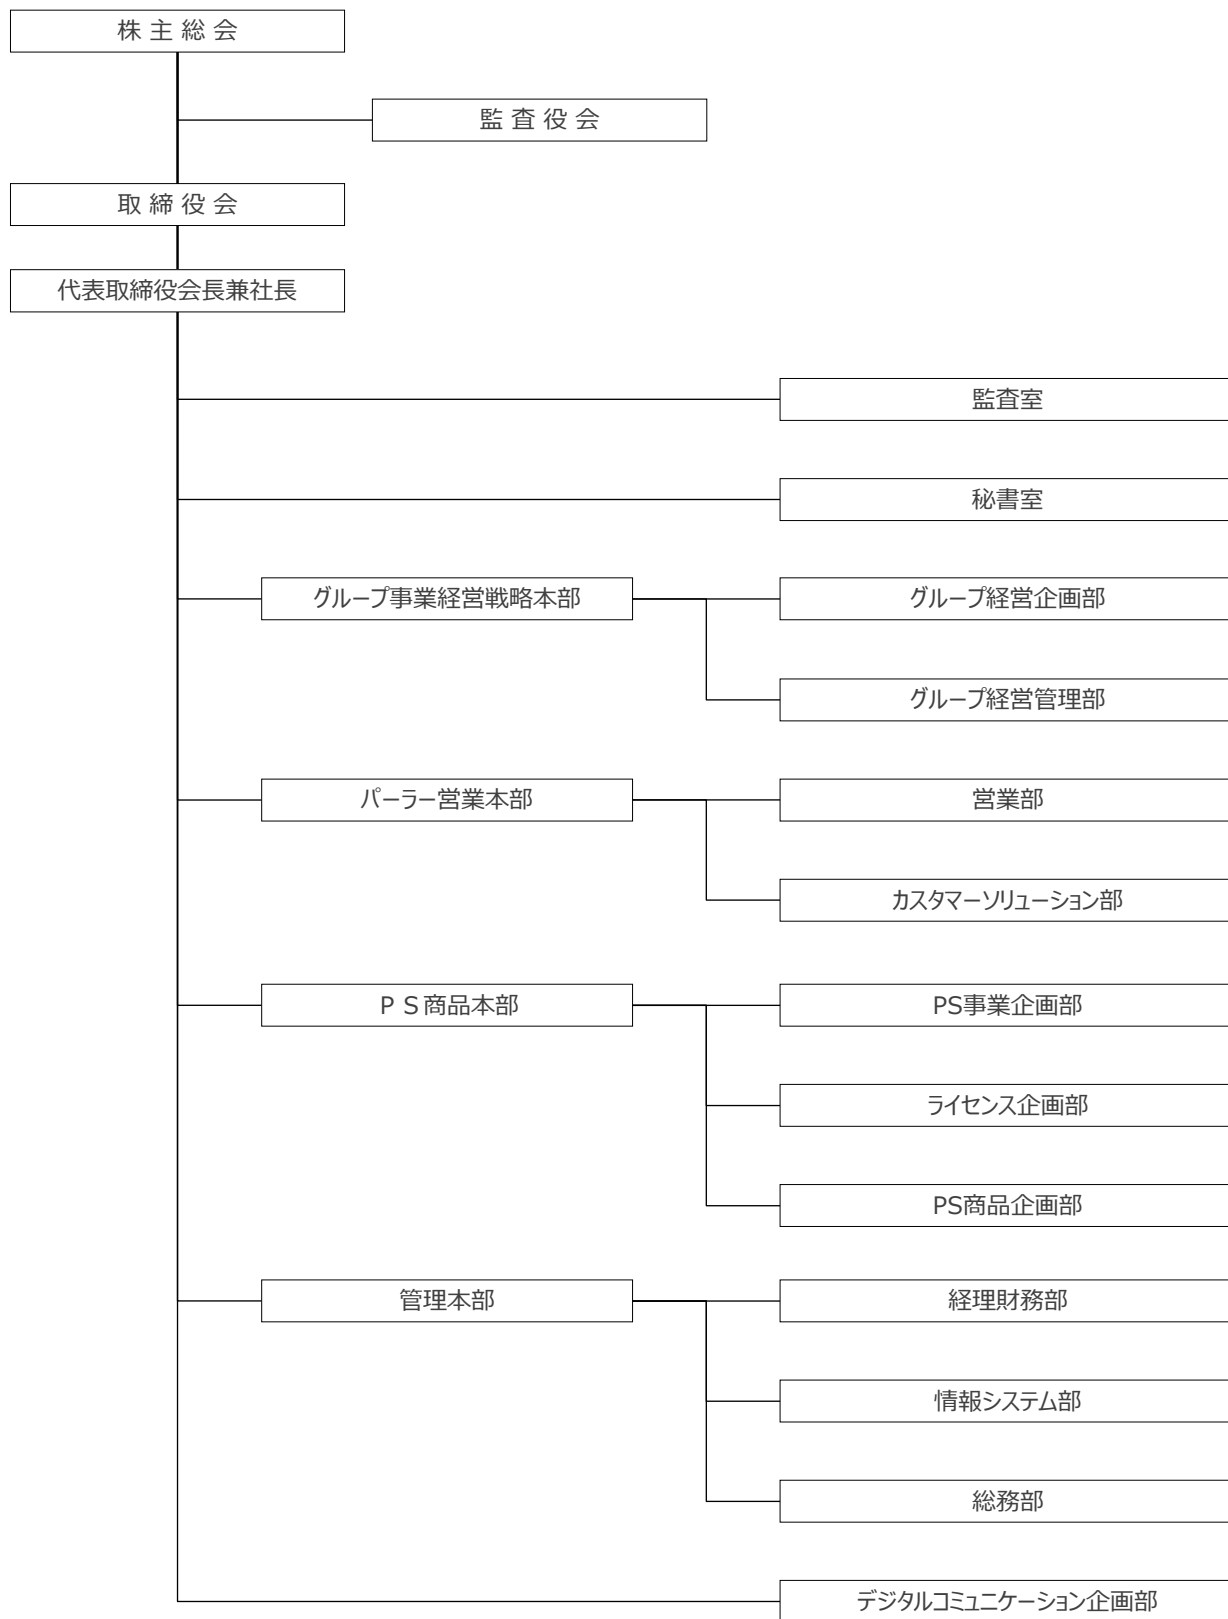 株 主 総 会
監 査 役 会
取 締 役 会
代表取締役会長兼社長
監査室
秘書室
グループ事業経営戦略本部
グループ経営企画部
グループ経営管理部
パーラー営業本部
営業部
カスタマーソリューション部
ＰＳ商品本部
PS事業企画部
ライセンス企画部
PS商品企画部
管理本部
経理財務部
情報システム部
総務部
デジタルコミュニケーション企画部